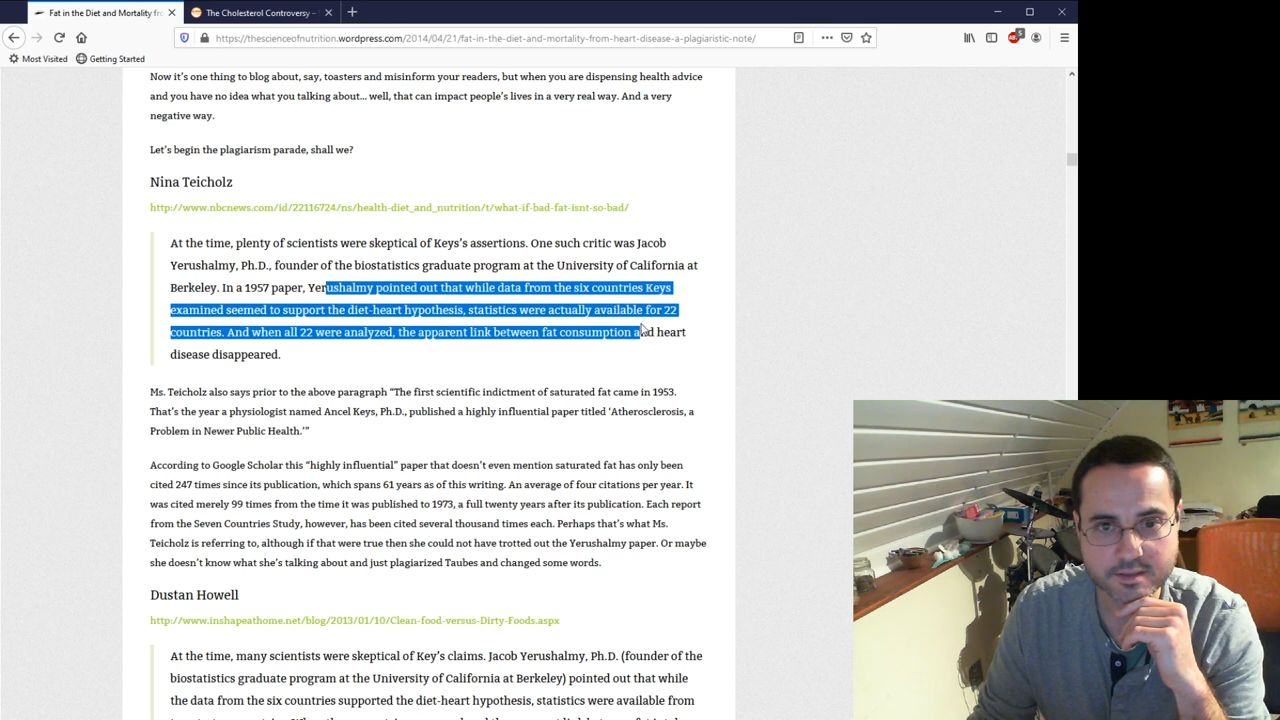 Fat in the Diet and Mortality fro
The Cholesterol Controversy –
https://thescienceofnutrition.wordpress.com/2014/04/21/fat-in-the-diet-and-mortality-from-heart-disease-a-plagiaristic-note/
5
Most Visited
Getting Started
Now it's one thing to blog about, say, toasters and misinform your readers, but when you are dispensing health advice
and you have no idea what you talking about… well, that can impact people's lives in a very real way. And a very
negative way.
Let's begin the plagiarism parade, shall we?
Nina Teicholz
http://www.nbcnews.com/id/22116724/ns/health-diet_and_nutrition/t/what-if-bad-fat-isnt-so-bad/
At the time, plenty of scientists were skeptical of Keys's assertions. One such critic was Jacob
Yerushalmy, Ph.D., founder of the biostatistics graduate program at the University of California at
Berkeley. In a 1957 paper, Yerushalmy pointed out that while data from the six countries Keys
examined seemed to support the diet-heart hypothesis, statistics were actually available for 22
countries. And when all 22 were analyzed, the apparent link between fat consumption and heart
disease disappeared.
Ms. Teicholz also says prior to the above paragraph "The first scientific indictment of saturated fat came in 1953.
That's the year a physiologist named Ancel Keys, Ph.D., published a highly influential paper titled 'Atherosclerosis, a
Problem in Newer Public Health.'"
According to Google Scholar this "highly influential" paper that doesn't even mention saturated fat has only been
cited 247 times since its publication, which spans 61 years as of this writing. An average of four citations per year. It
was cited merely 99 times from the time it was published to 1973, a full twenty years after its publication. Each report
from the Seven Countries Study, however, has been cited several thousand times each. Perhaps that's what Ms.
Teicholz is referring to, although if that were true then she could not have trotted out the Yerushalmy paper. Or maybe
she doesn't know what she's talking about and just plagiarized Taubes and changed some words.
Dustan Howell
http://www.inshapeathome.net/blog/2013/01/10/Clean-food-versus-Dirty-Foods.aspx
At the time, many scientists were skeptical of Key's claims. Jacob Yerushalmy, Ph.D. (founder of the
biostatistics graduate program at the University of California at Berkeley) pointed out that while
the data from the six countries supported the diet-heart hypothesis, statistics were available from